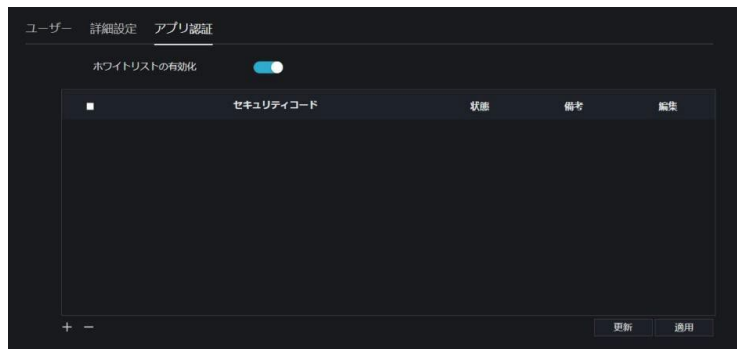 ユーザー 詳細設定 アプリ認証
ホワイトリストの有効化
セキュリティコード 状態 備考 編集
+ − 更新 適用